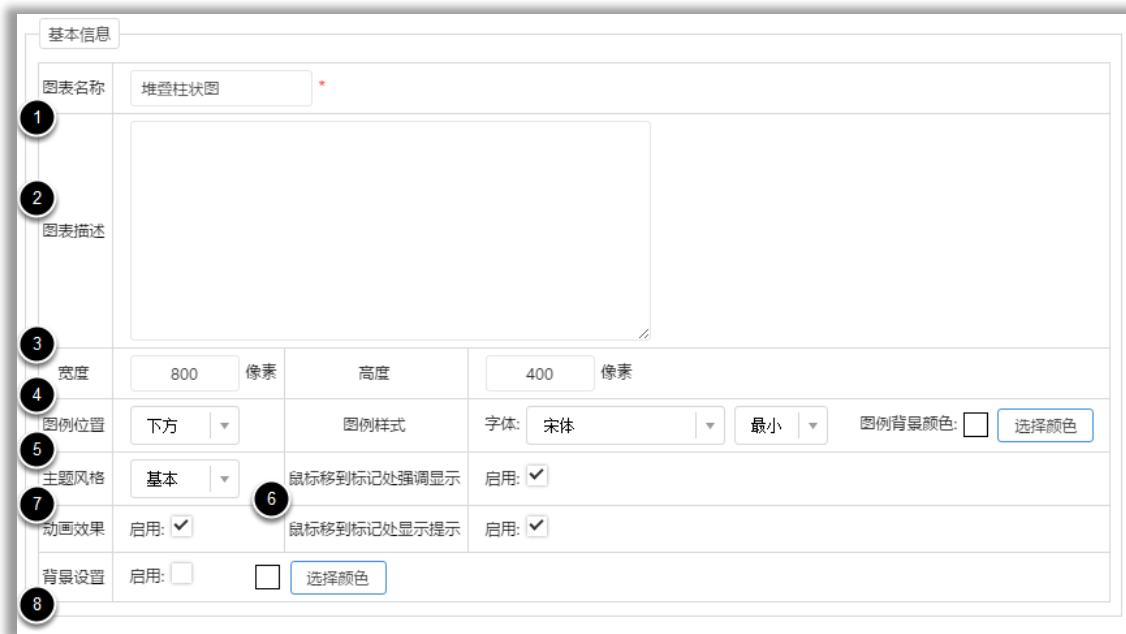 基本信息
图表名称 堆叠柱状图 *
1
2
图表描述
3
宽度 800 像素 高度 400 像素
4
图例位置 下方 图例样式 字体: 宋体 最小 图例背景颜色: 选择颜色
5
主题风格 基本 鼠标移到标记处强调显示 启用:
6
7
动画效果 启用: 鼠标移到标记处显示提示 启用:
背景设置 启用: 选择颜色
8